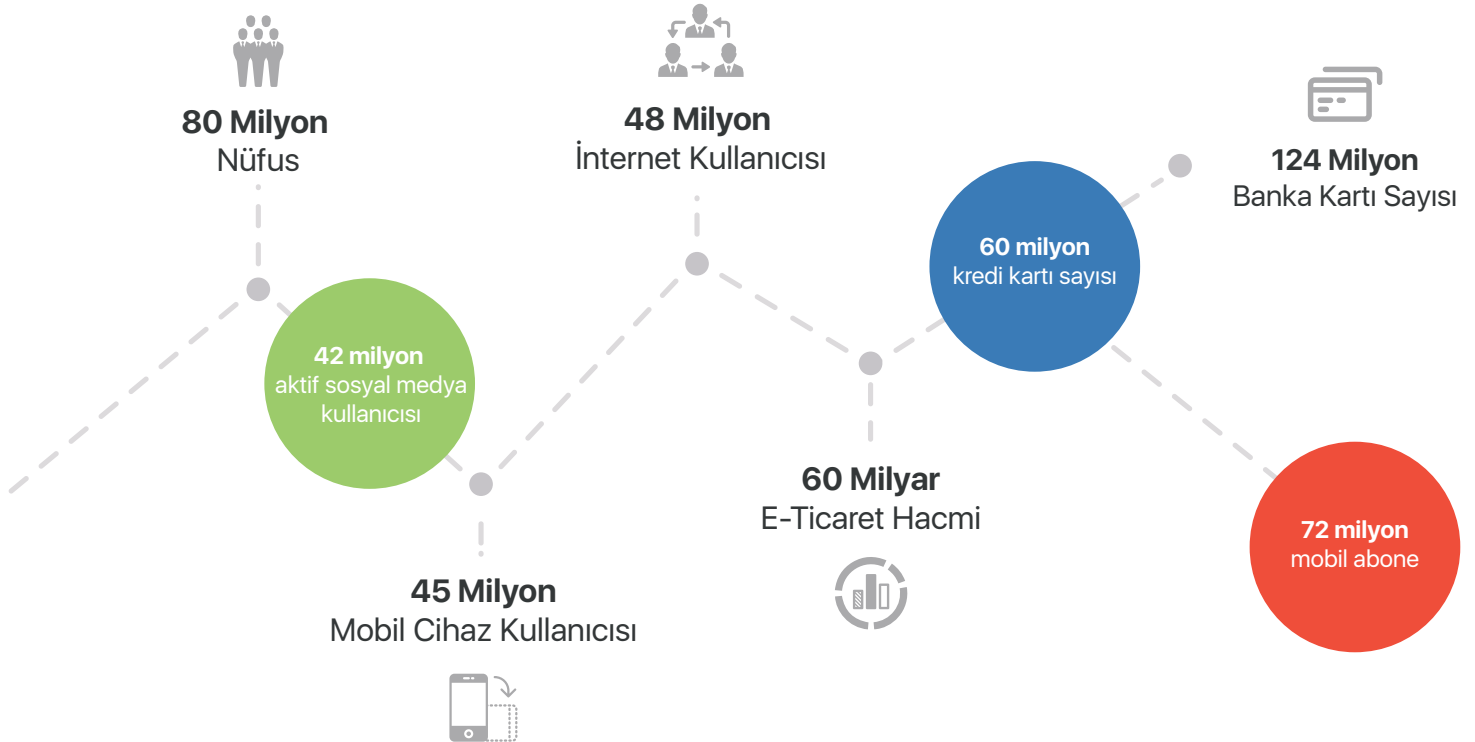 80 Milyon
Nüfus
48 Milyon
İnternet Kullanıcısı
124 Milyon
Banka Kartı Sayısı
60 milyon
kredi kartı sayısı
42 milyon
aktif sosyal medya
kullanıcısı
60 Milyar
E-Ticaret Hacmi
72 milyon
mobil abone
45 Milyon
Mobil Cihaz Kullanıcısı